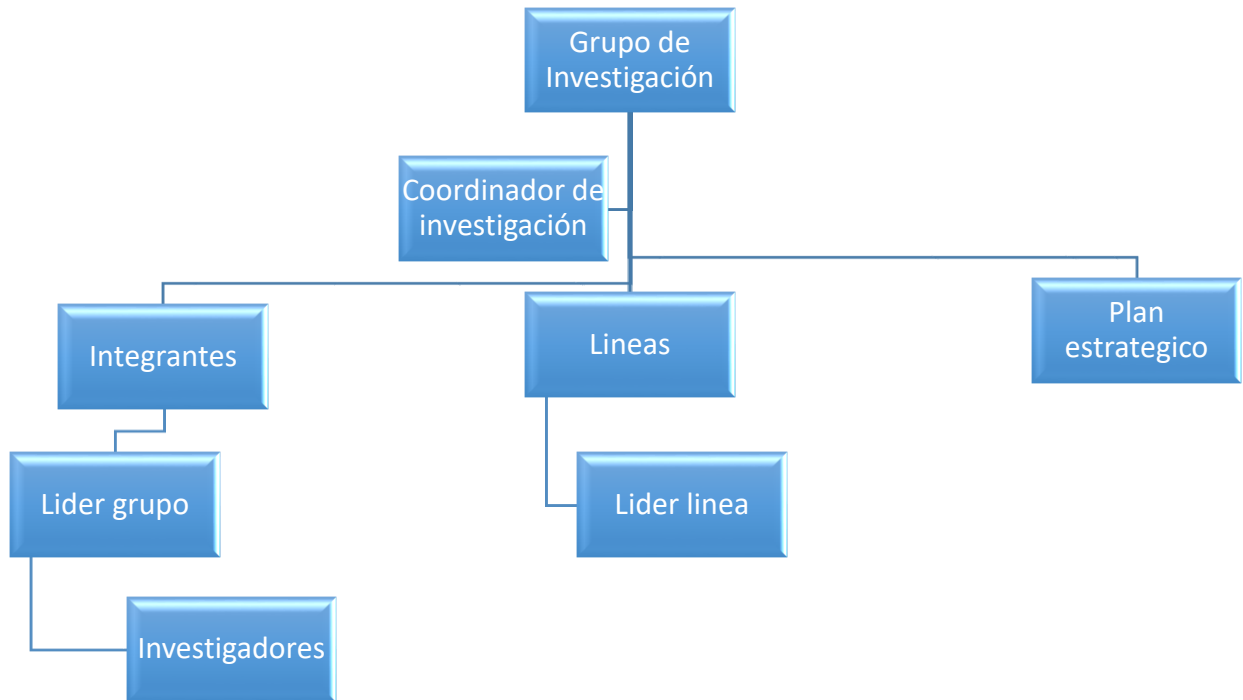 Grupo de
Investigación
Coordinador de
investigación
Integrantes
Lineas
Plan
estrategico
Lider grupo
Lider linea
Investigadores